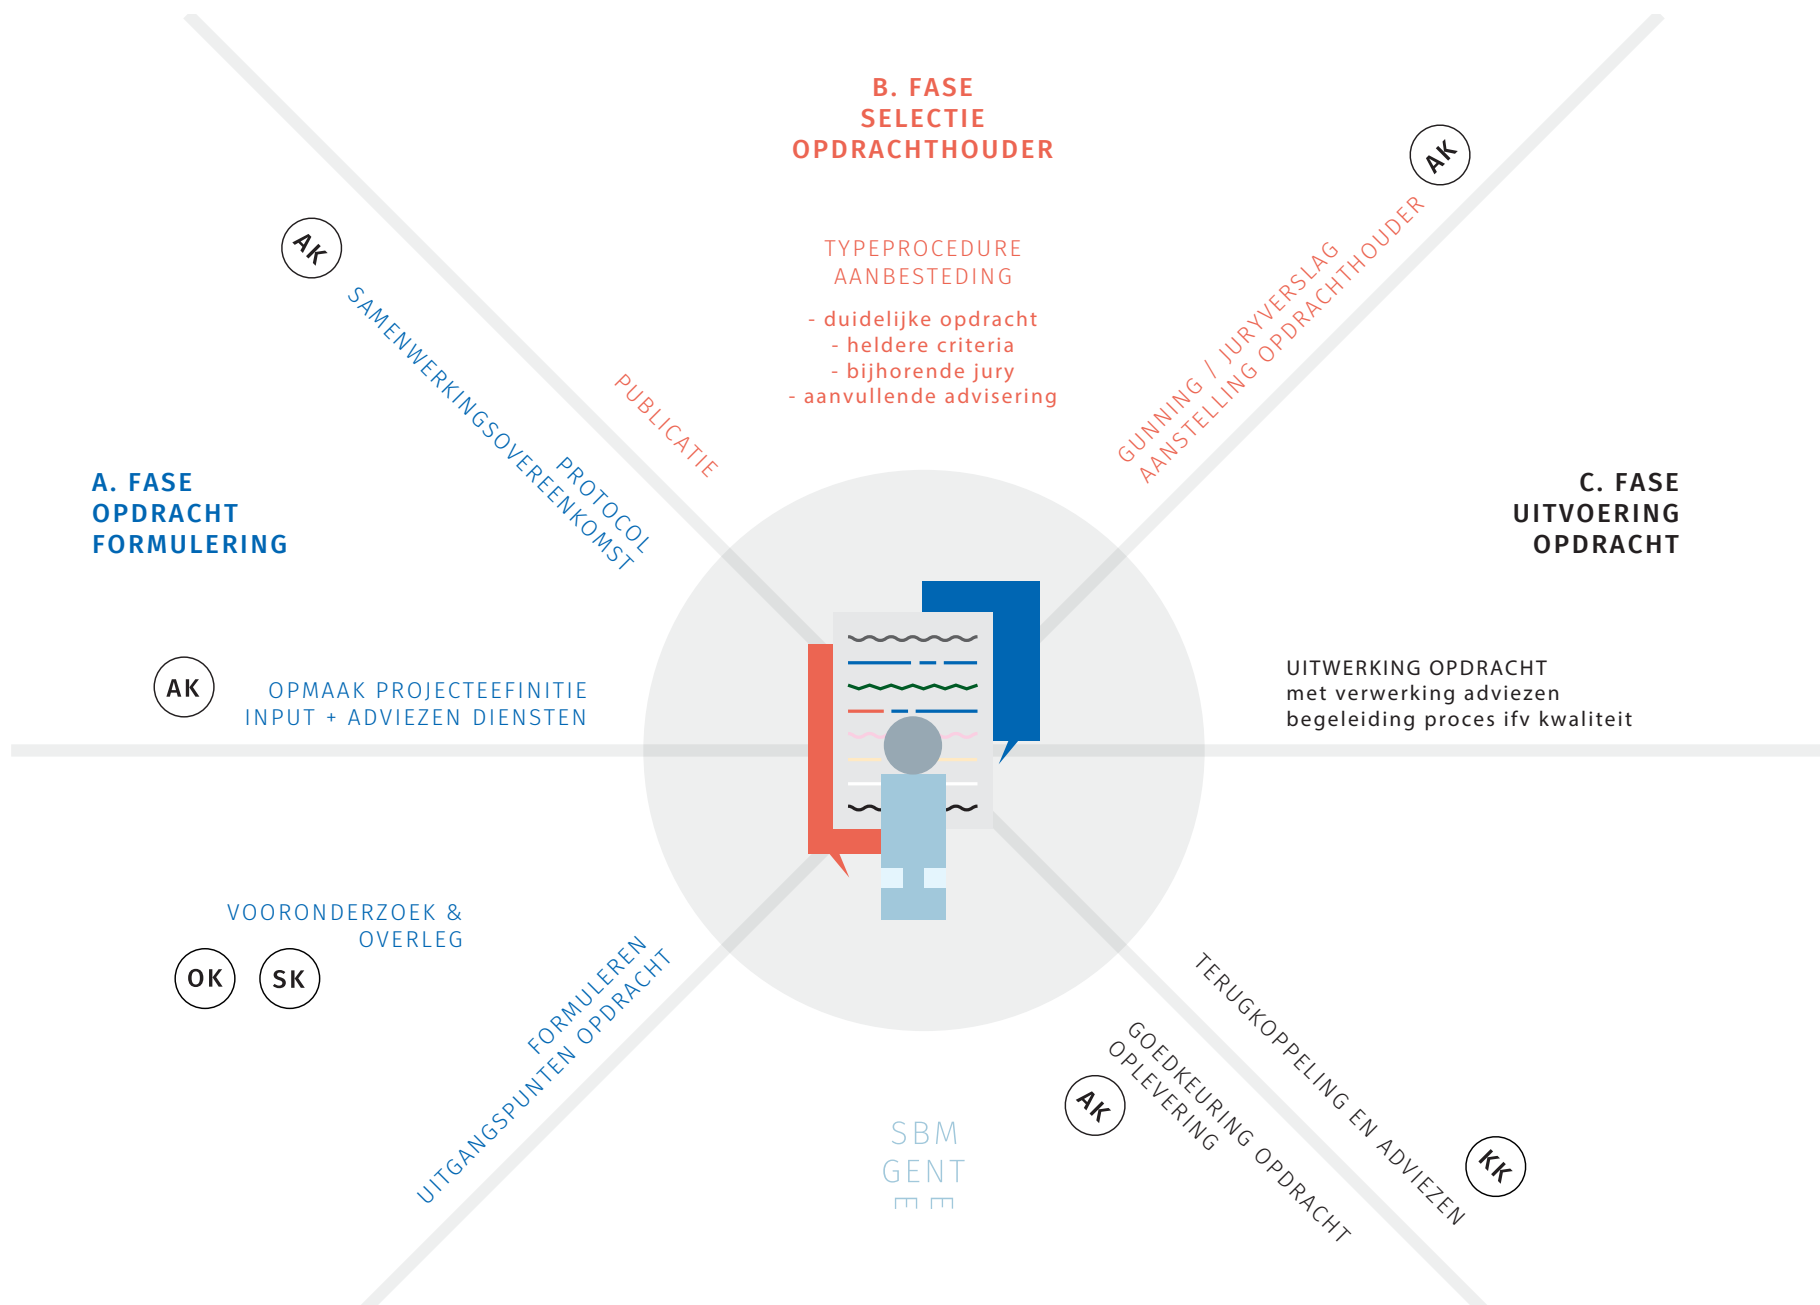 B. FASE
SELECTIE
OPDRACHTHOUDER
TYPEPROCEDURE
AANBESTEDING
- duidelijke opdracht
- heldere criteria
- bijhorende jury
- aanvullende advisering
AK
SAMENWERKINGSOVEREENKOMST
PROTOCOL
PUBLICATIE
AK
GUNNING / JURYVERSLAG
AANSTELLING OPDRACHTHOUDER
A. FASE
OPDRACHT
FORMULERING
C. FASE
UITVOERING
OPDRACHT
AK
OPMAAK PROJECTEEFINITIE
INPUT + ADVIEZEN DIENSTEN
UITWERKING OPDRACHT
met verwerking adviezen
begeleiding proces ifv kwaliteit
VOORONDERZOEK &
OVERLEG
OK
SK
FORMULEREN
UITGANGSPUNTEN OPDRACHT
TERUGKOPPELING EN ADVIEZEN
KK
GOEDKEURING OPDRACHT
OPLEVERING
AK
SBM
GENT